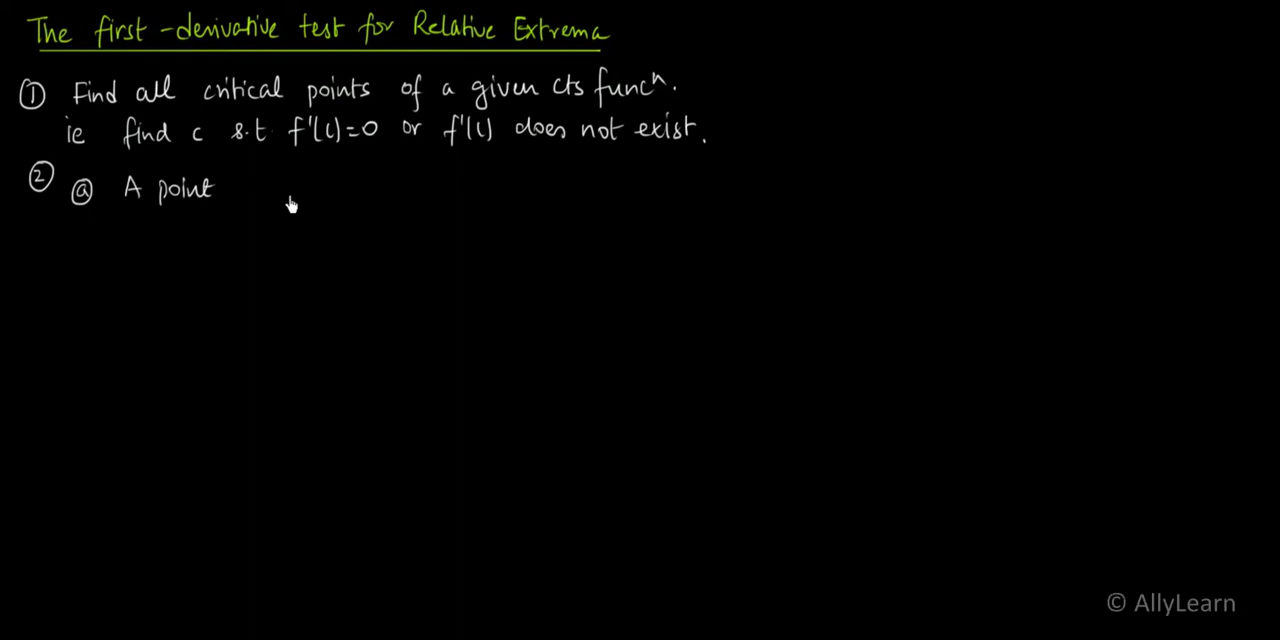 The first-derivative test for Relative Extrema
① Find all critical points of a given cts funcⁿ.
ie find c s.t f'(c)=0 or f'(c) does not exist.
② ⓐ A point
© AllyLearn